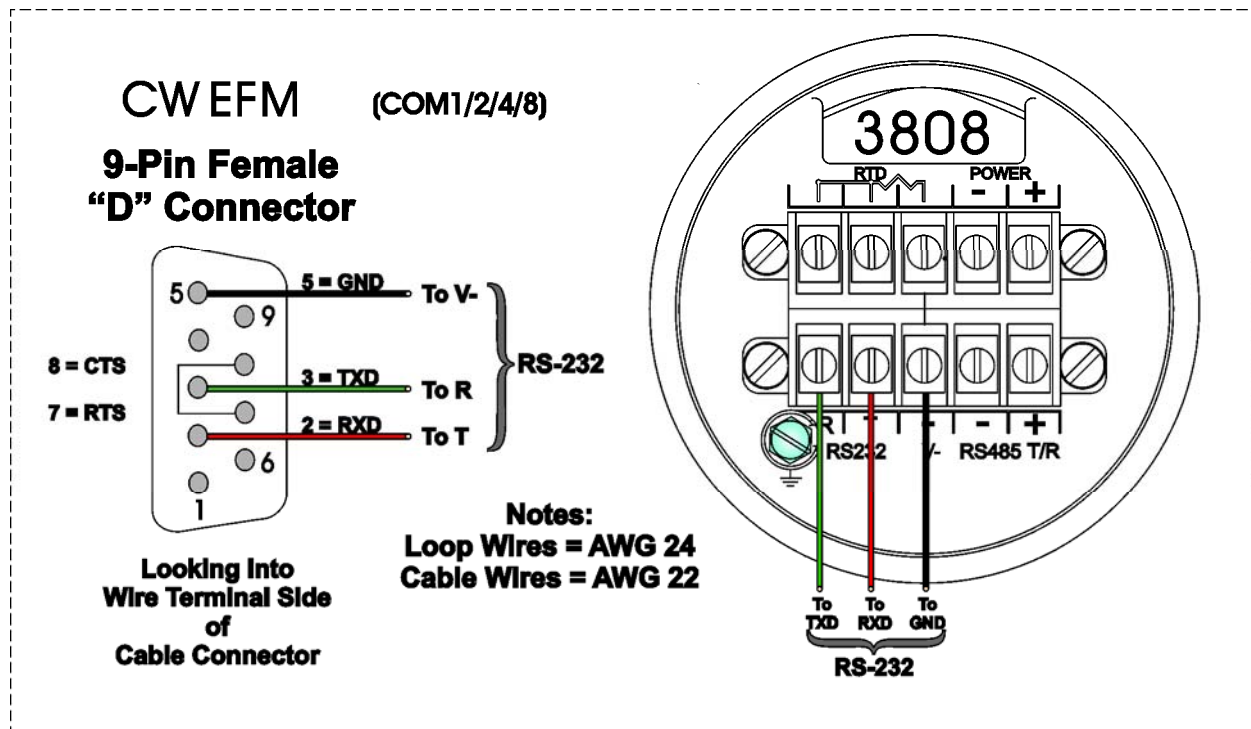 CW EFM (COM1/2/4/8)
9-Pin Female
“D” Connector
5 = GND
5
9
To V-
8 = CTS
3 = TXD
To R
RS-232
7 = RTS
2 = RXD
To T
6
1
Looking Into
Wire Terminal Side
of
Cable Connector
Notes:
Loop Wires = AWG 24
Cable Wires = AWG 22
3808
RTD POWER
- +
R - +
RS232 V- RS485 T/R
To
TXD
To
RXD
To
GND
RS-232